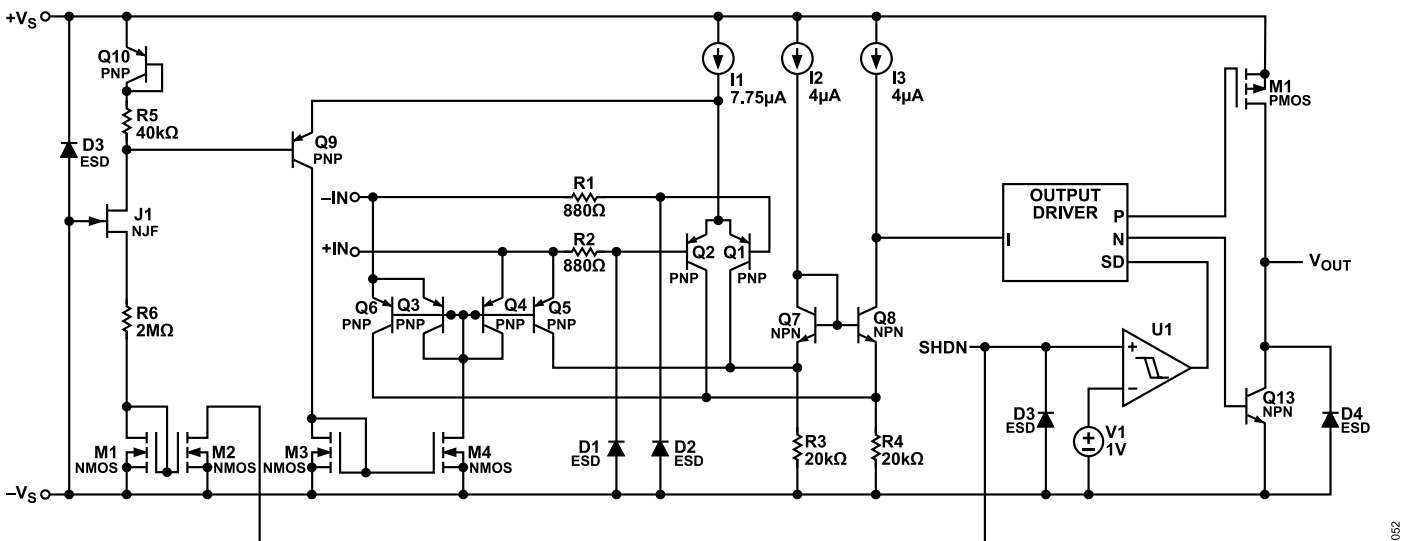 +VS
Q10
PNP
R5
40kΩ
D3
ESD
J1
NJF
R6
2MΩ
M1
NMOS
M2
NMOS
–VS
Q9
PNP
I1
7.75µA
I2
4µA
I3
4µA
–IN
R1
880Ω
+IN
R2
880Ω
Q2
PNP
Q1
PNP
Q6
PNP
Q3
PNP
Q4
PNP
Q5
PNP
Q7
NPN
Q8
NPN
M3
NMOS
M4
NMOS
D1
ESD
D2
ESD
R3
20kΩ
R4
20kΩ
OUTPUT
DRIVER
I
P
N
SD
M1
PMOS
VOUT
SHDN
U1
+
–
D3
ESD
V1
1V
Q13
NPN
D4
ESD
052